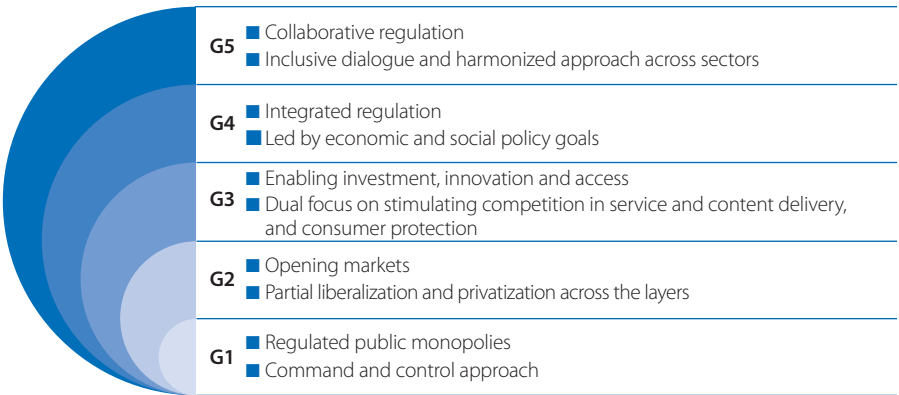 G5
■ Collaborative regulation
■ Inclusive dialogue and harmonized approach across sectors
G4
■ Integrated regulation
■ Led by economic and social policy goals
G3
■ Enabling investment, innovation and access
■ Dual focus on stimulating competition in service and content delivery,
and consumer protection
G2
■ Opening markets
■ Partial liberalization and privatization across the layers
G1
■ Regulated public monopolies
■ Command and control approach